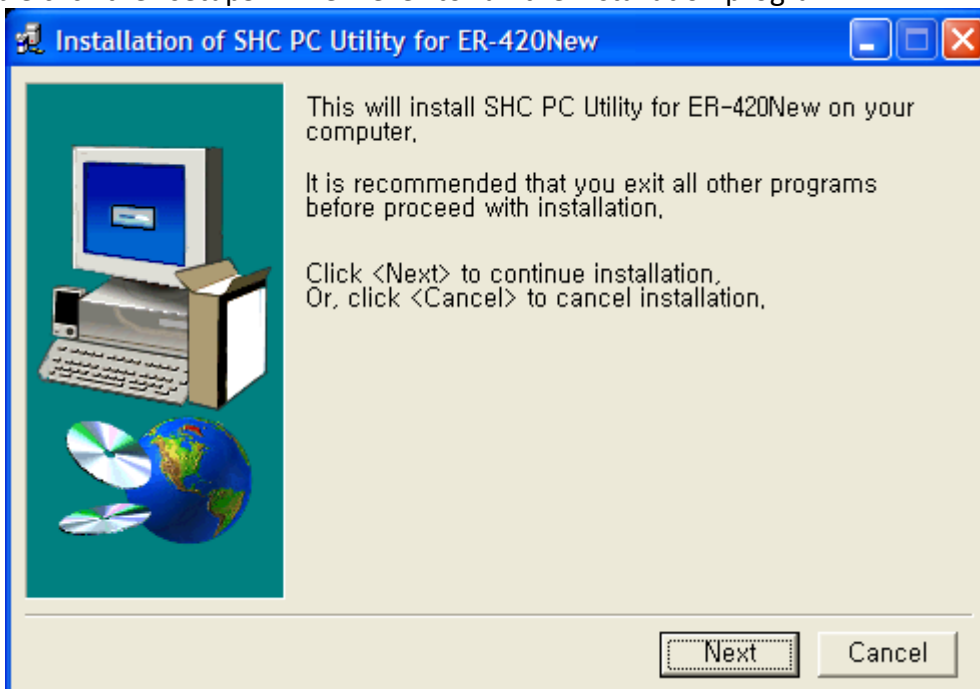 Installation of SHC PC Utility for ER-420New
This will install SHC PC Utility for ER-420New on your
computer,
It is recommended that you exit all other programs
before proceed with installation,
Click <Next> to continue installation,
Or, click <Cancel> to cancel installation,
Next
Cancel